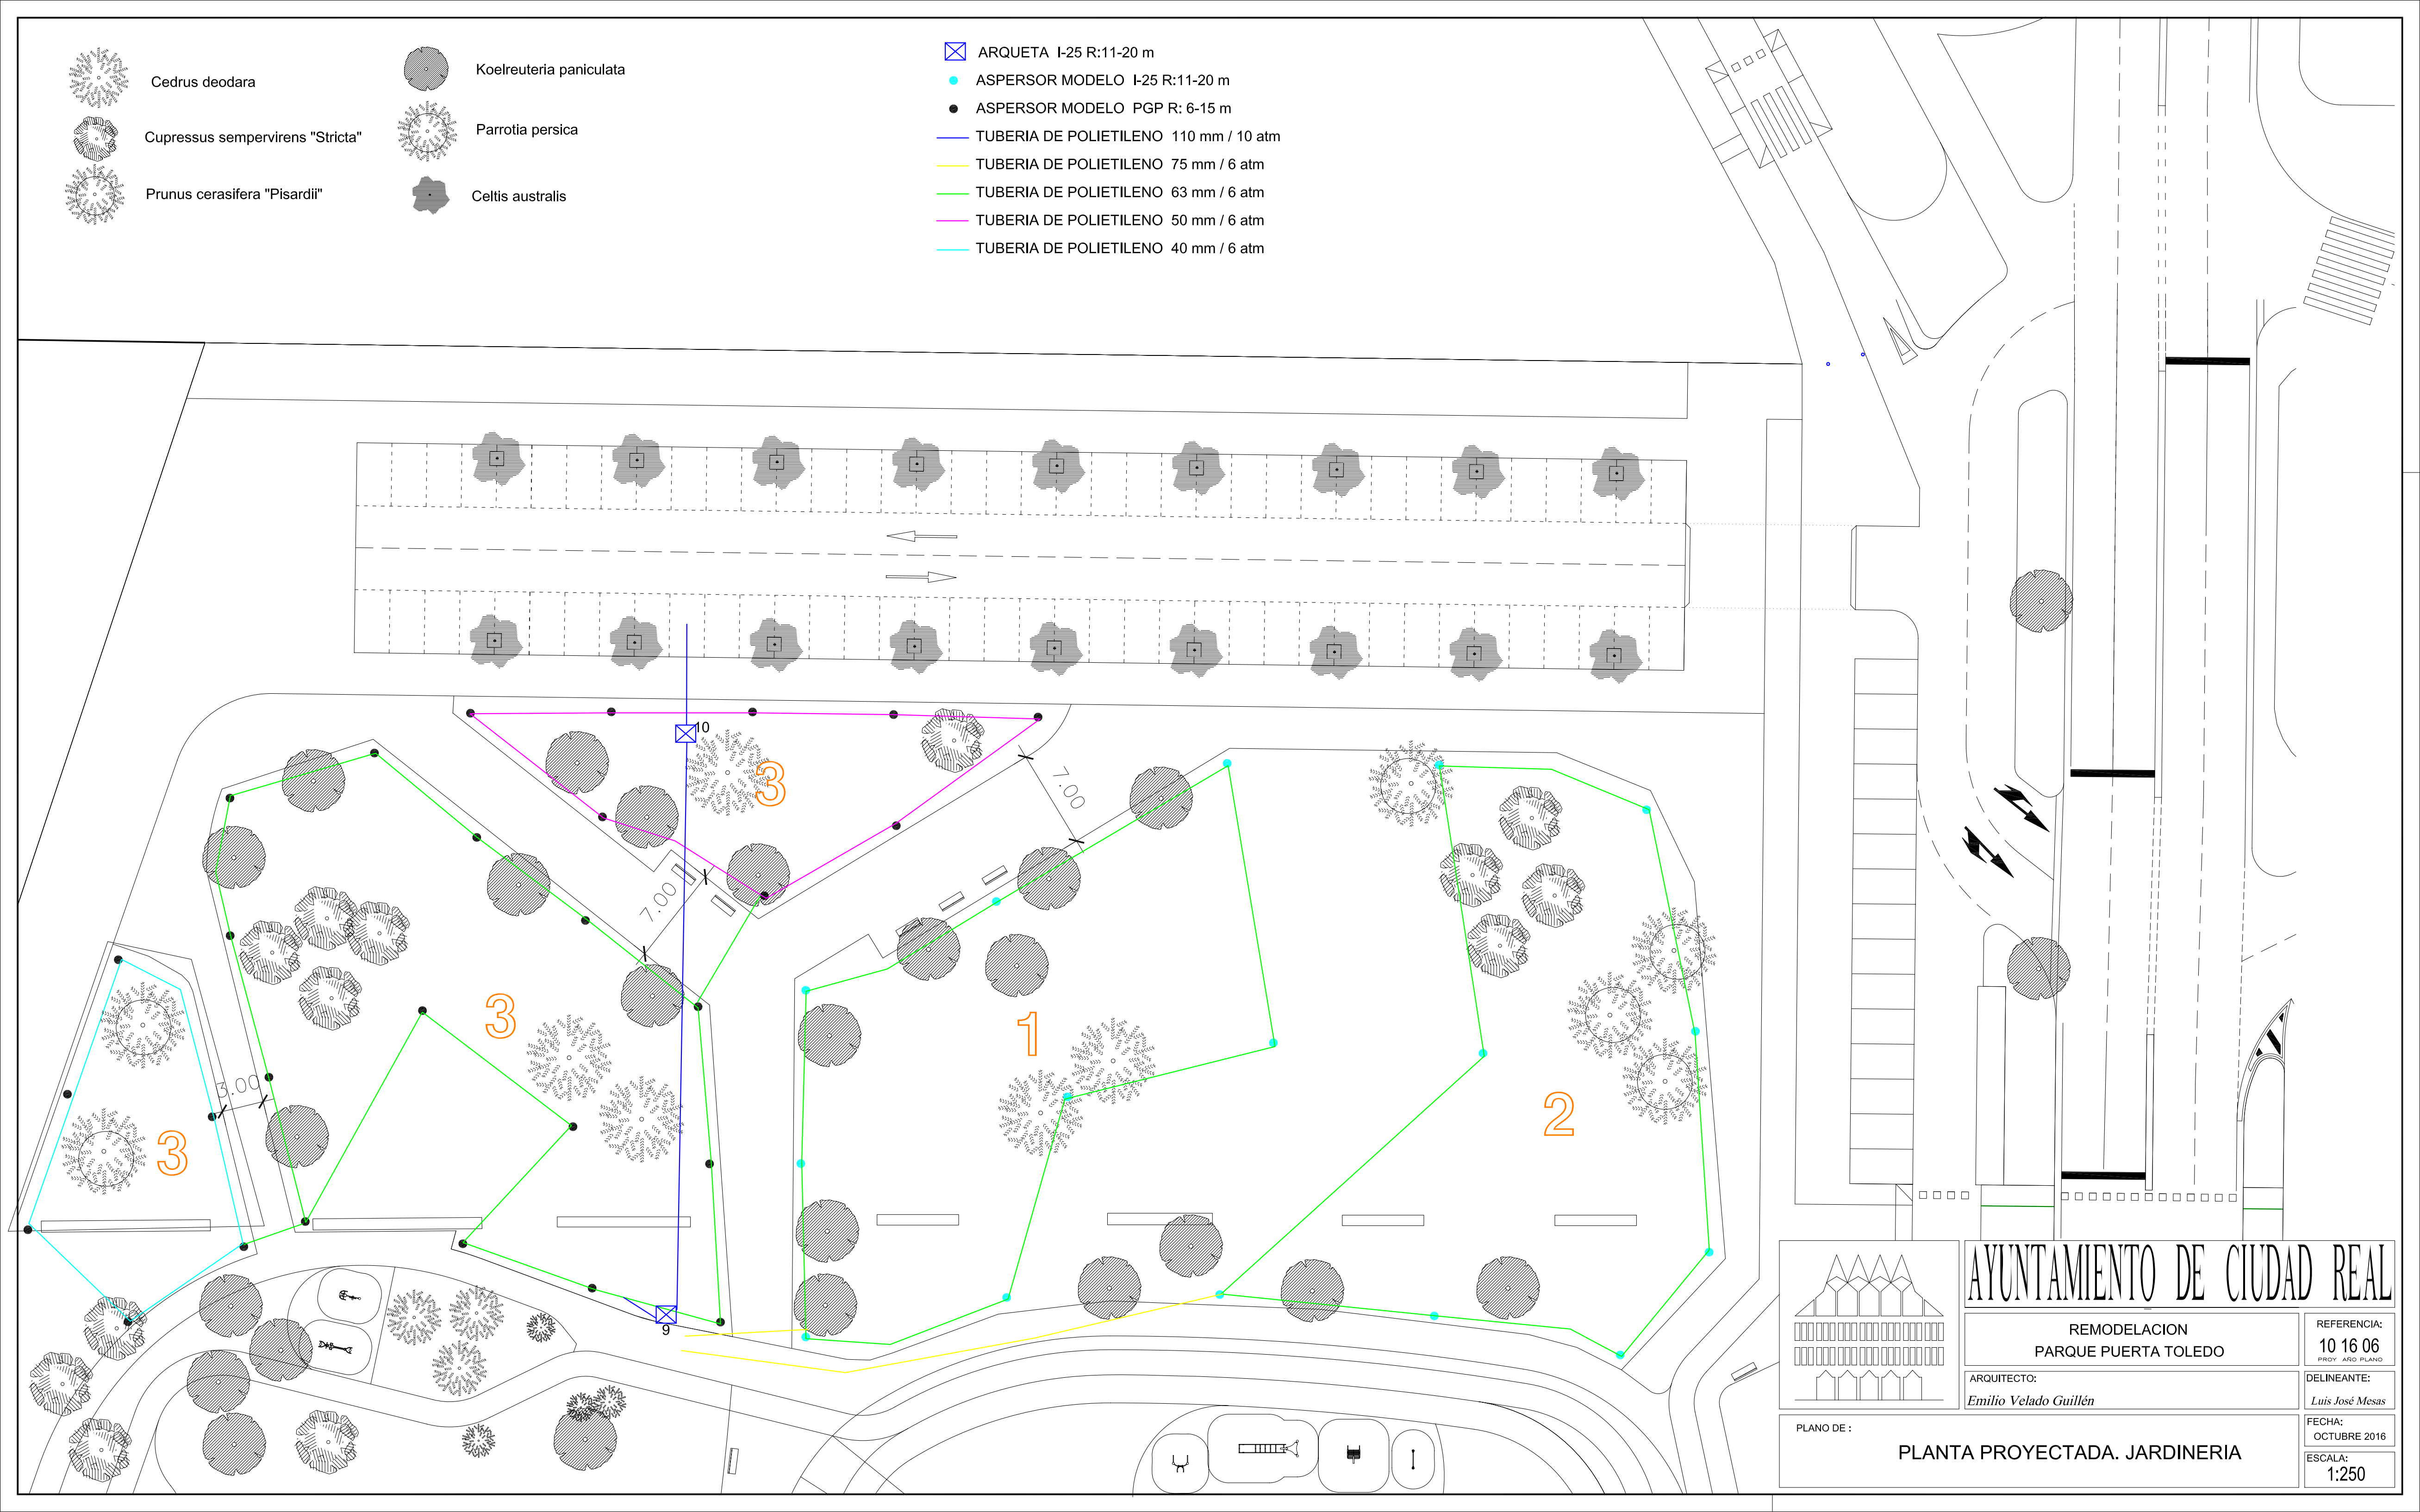 Cedrus deodara
Cupressus sempervirens "Stricta"
Prunus cerasifera "Pisardii"
Koelreuteria paniculata
Parrotia persica
Celtis australis
ARQUETA I-25 R:11-20 m
ASPERSOR MODELO I-25 R:11-20 m
ASPERSOR MODELO PGP R: 6-15 m
TUBERIA DE POLIETILENO 110 mm / 10 atm
TUBERIA DE POLIETILENO 75 mm / 6 atm
TUBERIA DE POLIETILENO 63 mm / 6 atm
TUBERIA DE POLIETILENO 50 mm / 6 atm
TUBERIA DE POLIETILENO 40 mm / 6 atm
10
3
7.00
7.00
3
1
3.00
3
2
9
AYUNTAMIENTO DE CIUDAD REAL
REMODELACION
PARQUE PUERTA TOLEDO
REFERENCIA:
10 16 06
PROY AÑO PLANO
ARQUITECTO:
Emilio Velado Guillén
DELINEANTE:
Luis José Mesas
PLANO DE :
PLANTA PROYECTADA. JARDINERIA
FECHA:
OCTUBRE 2016
ESCALA:
1:250